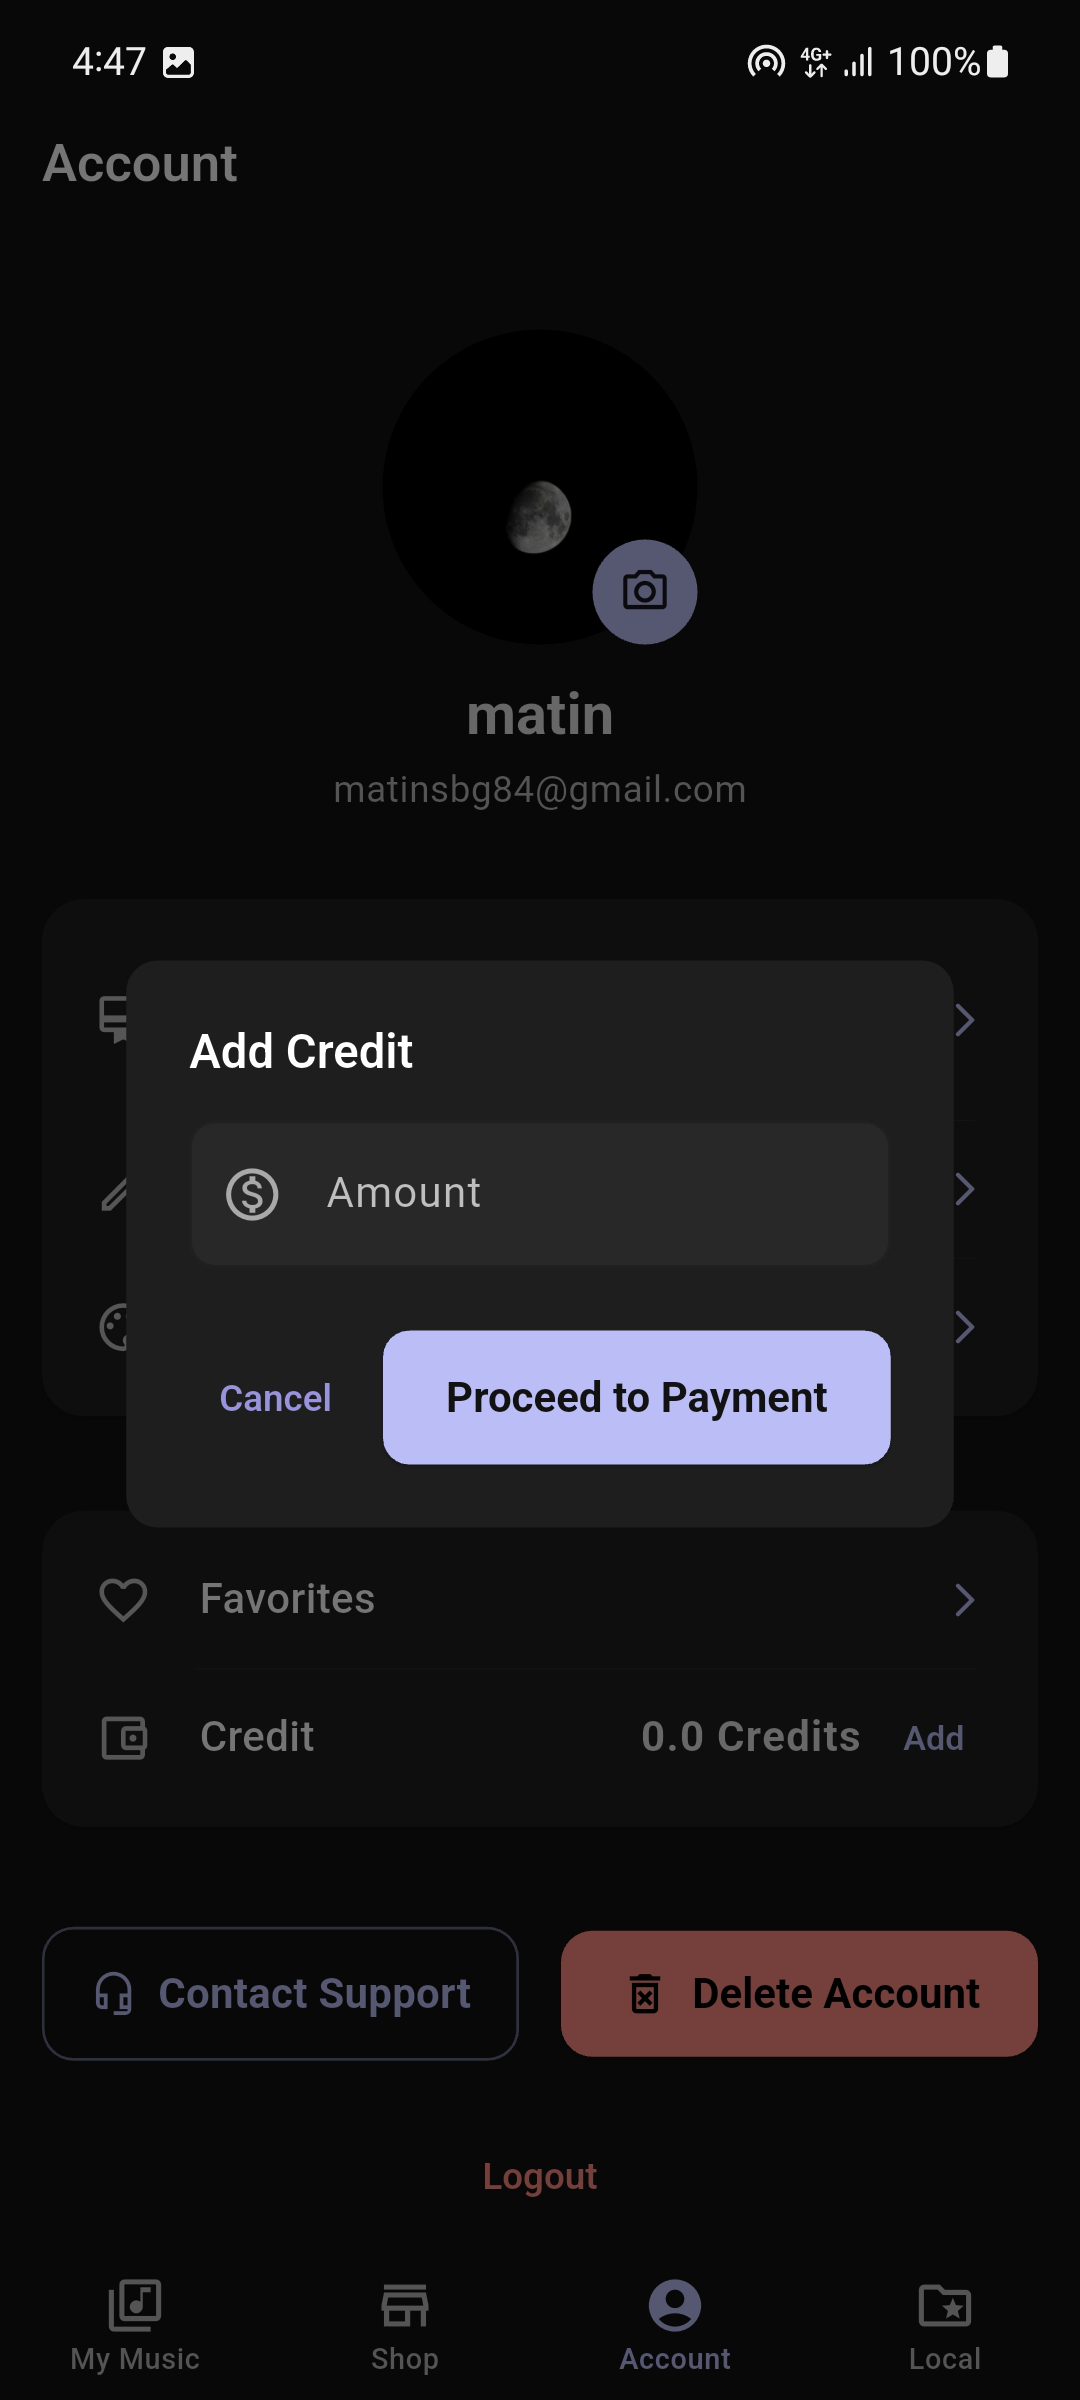 4:47
4G+ 100%
Account
matin
matinsbg84@gmail.com
Add Credit
Amount
Cancel Proceed to Payment
Favorites
Credit 0.0 Credits Add
Contact Support Delete Account
Logout
My Music Shop Account Local